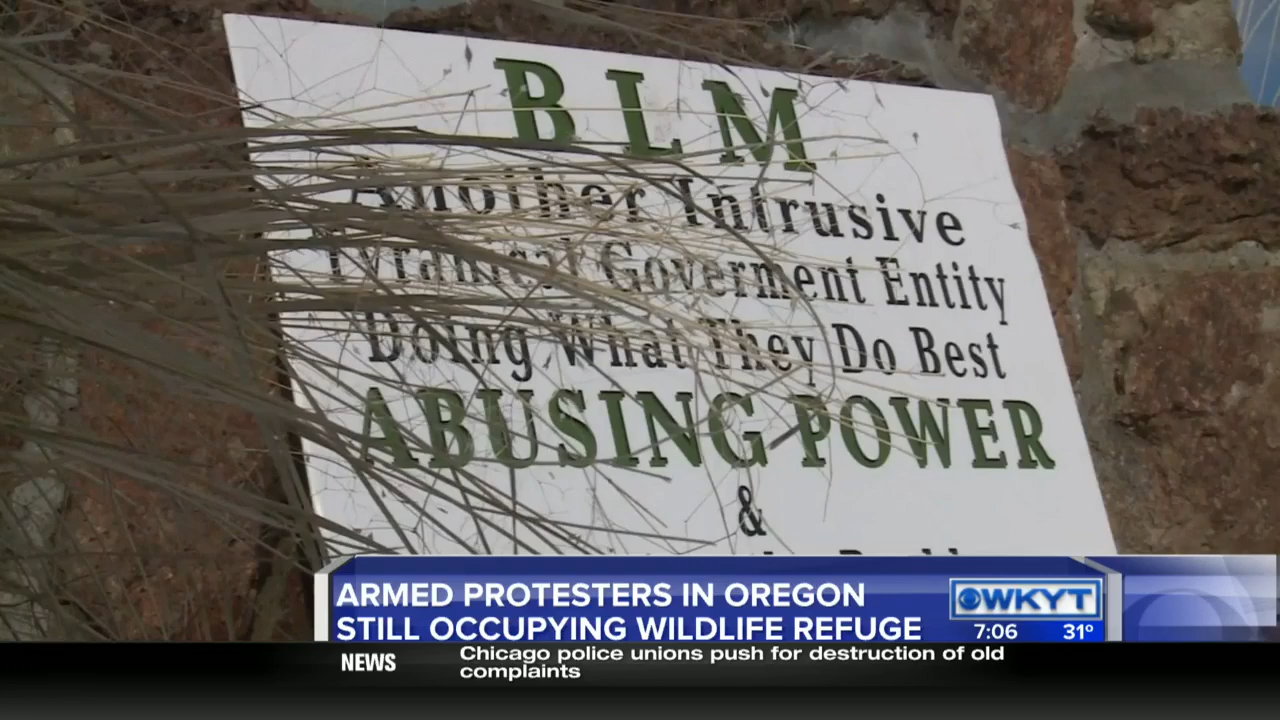 BLM
Another Intrusive
Tyranical Goverment Entity
Doing What They Do Best
ABUSING POWER
&
ARMED PROTESTERS IN OREGON
STILL OCCUPYING WILDLIFE REFUGE
WKYT
7:06 31°
NEWS
Chicago police unions push for destruction of old
complaints